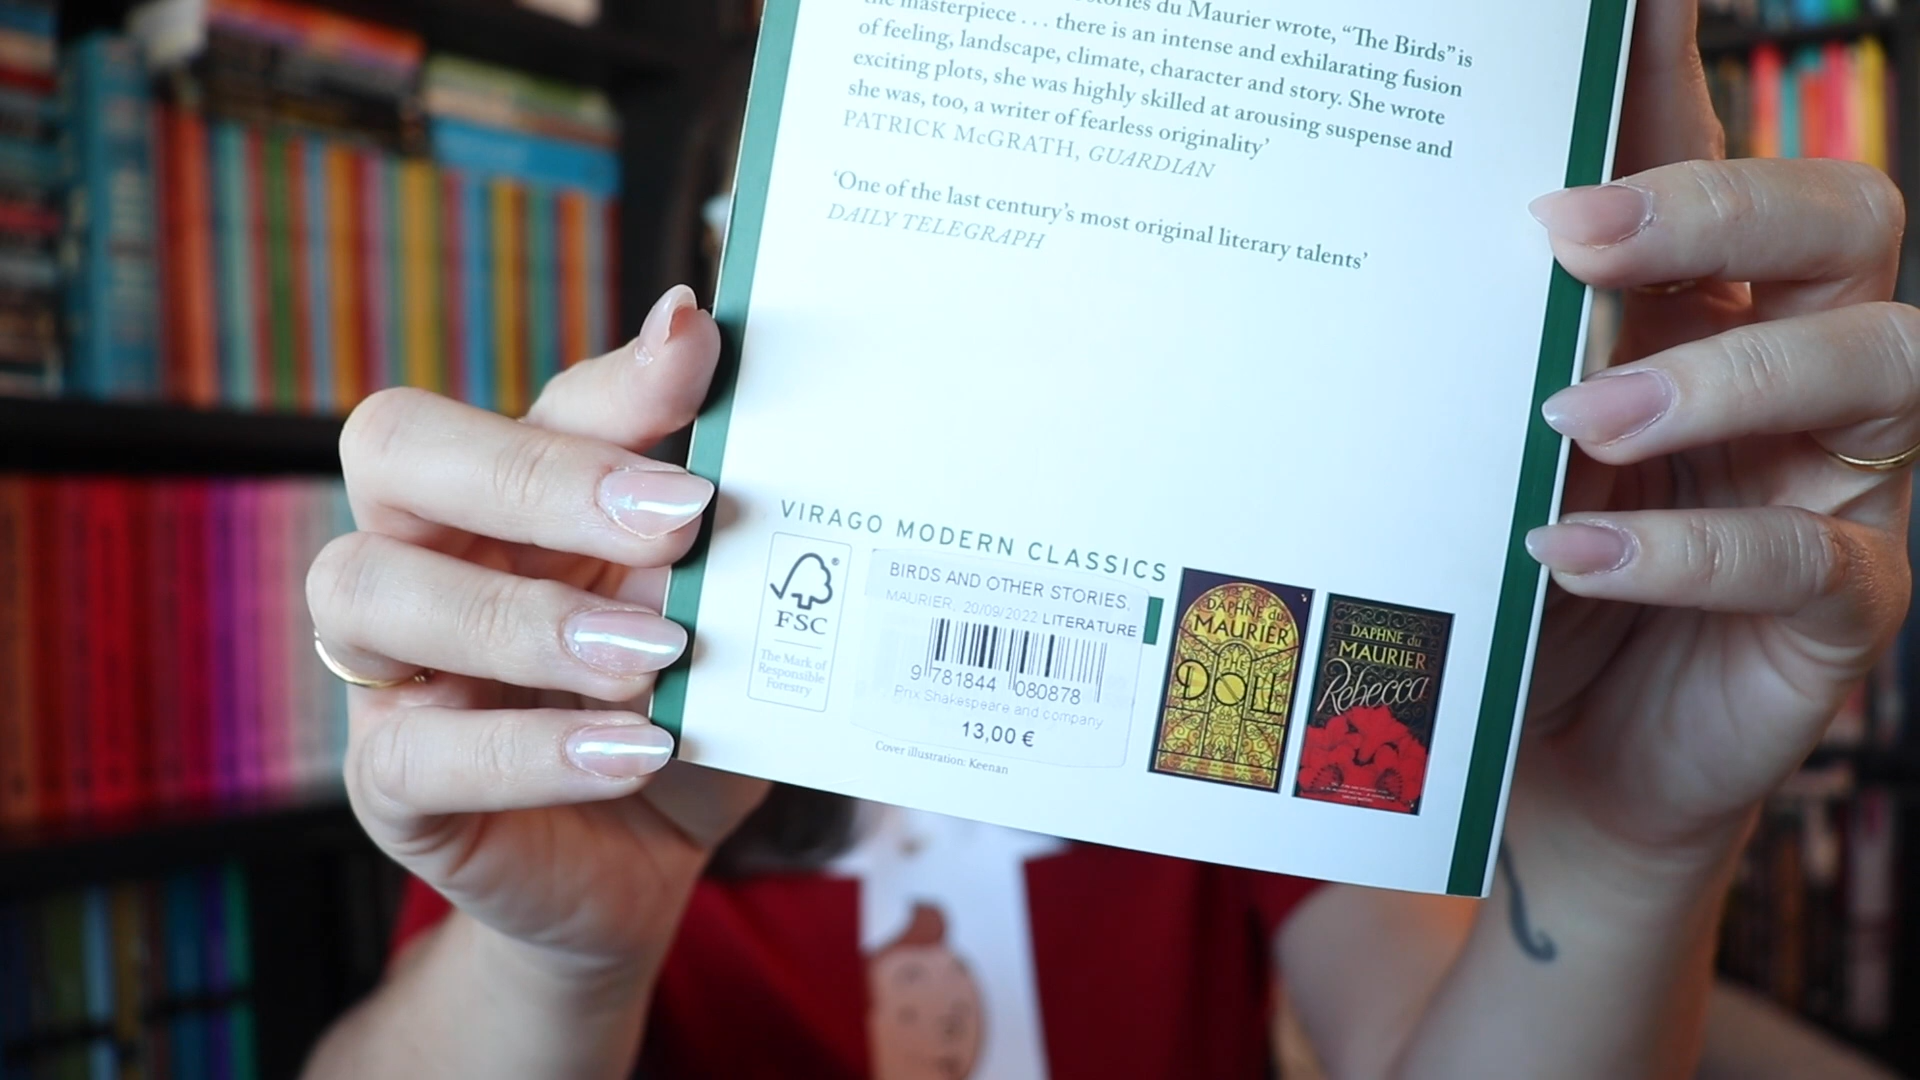 stories du Maurier wrote, “The Birds” is
the masterpiece . . . there is an intense and exhilarating fusion
of feeling, landscape, climate, character and story. She wrote
exciting plots, she was highly skilled at arousing suspense and
she was, too, a writer of fearless originality’
PATRICK McGRATH, GUARDIAN
‘One of the last century’s most original literary talents’
DAILY TELEGRAPH
VIRAGO MODERN CLASSICS
FSC
®
The Mark of
Responsible
Forestry
BIRDS AND OTHER STORIES,
MAURIER, 20/09/2022 LITERATURE
9 781844 080878
Prix Shakespeare and company
13,00 €
Cover illustration: Keenan
DAPHNE du
MAURIER
THE
DOLL
DAPHNE du
MAURIER
Rebecca